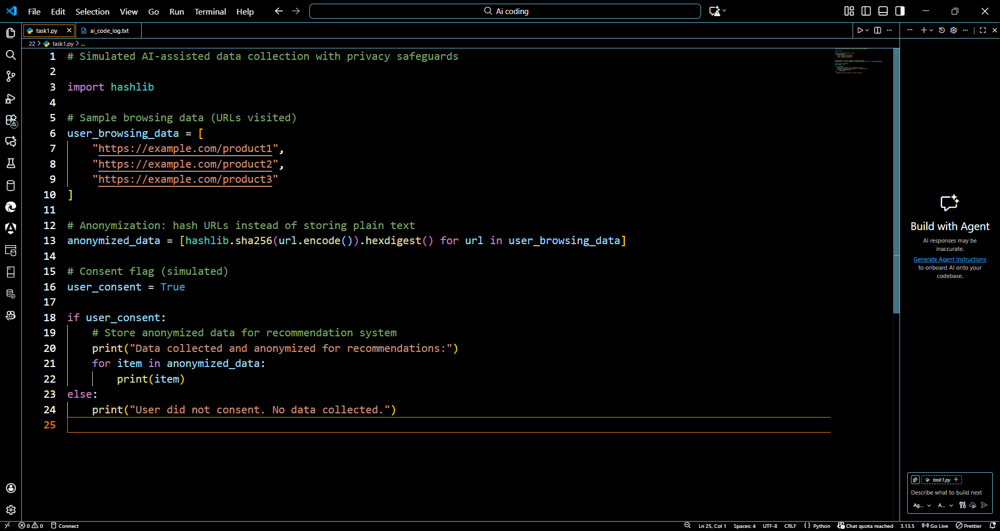 File Edit Selection View Go Run Terminal Help
Ai coding
task1.py
ai_code_log.txt
22 > task1.py > ...
1 # Simulated AI-assisted data collection with privacy safeguards
2
3 import hashlib
4
5 # Sample browsing data (URLs visited)
6 user_browsing_data = [
7 "https://example.com/product1",
8 "https://example.com/product2",
9 "https://example.com/product3"
10 ]
11
12 # Anonymization: hash URLs instead of storing plain text
13 anonymized_data = [hashlib.sha256(url.encode()).hexdigest() for url in user_browsing_data]
14
15 # Consent flag (simulated)
16 user_consent = True
17
18 if user_consent:
19 # Store anonymized data for recommendation system
20 print("Data collected and anonymized for recommendations:")
21 for item in anonymized_data:
22 print(item)
23 else:
24 print("User did not consent. No data collected.")
25
Build with Agent
AI responses may be
inaccurate.
Generate Agent Instructions
to onboard AI onto your
codebase.
task1.py +
Describe what to build next
Ag... A...
0 0 Connect
Ln 25, Col 1 Spaces: 4 UTF-8 CRLF {} Python Chat quota reached 3.13.5 Go Live Prettier